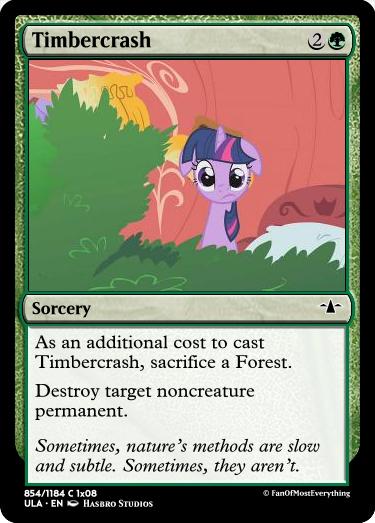 Timbercrash 2
Sorcery
As an additional cost to cast
Timbercrash, sacrifice a Forest.
Destroy target noncreature
permanent.
Sometimes, nature's methods are slow
and subtle. Sometimes, they aren't.
854/1184 C 1x08
ULA • EN Hasbro Studios
© FanOfMostEverything